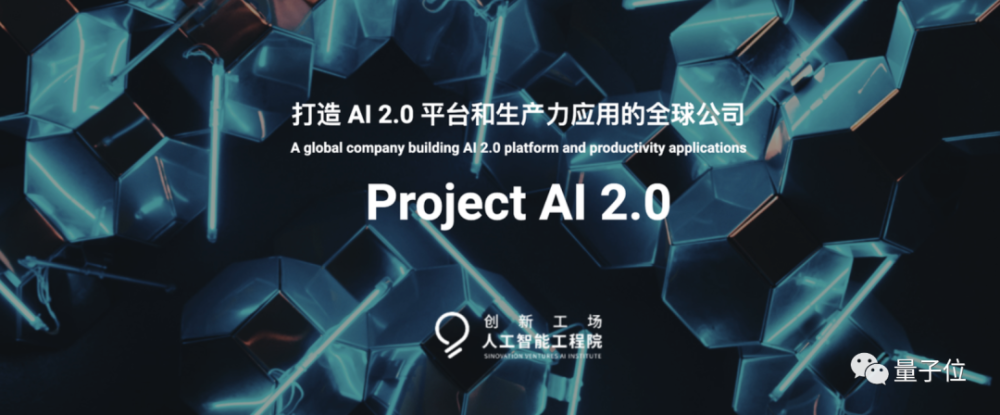 打造 AI 2.0 平台和生产力应用的全球公司
A global company building AI 2.0 platform and productivity applications
Project AI 2.0
创新工场
人工智能工程院
SINOVATION VENTURES AI INSTITUTE
量子位